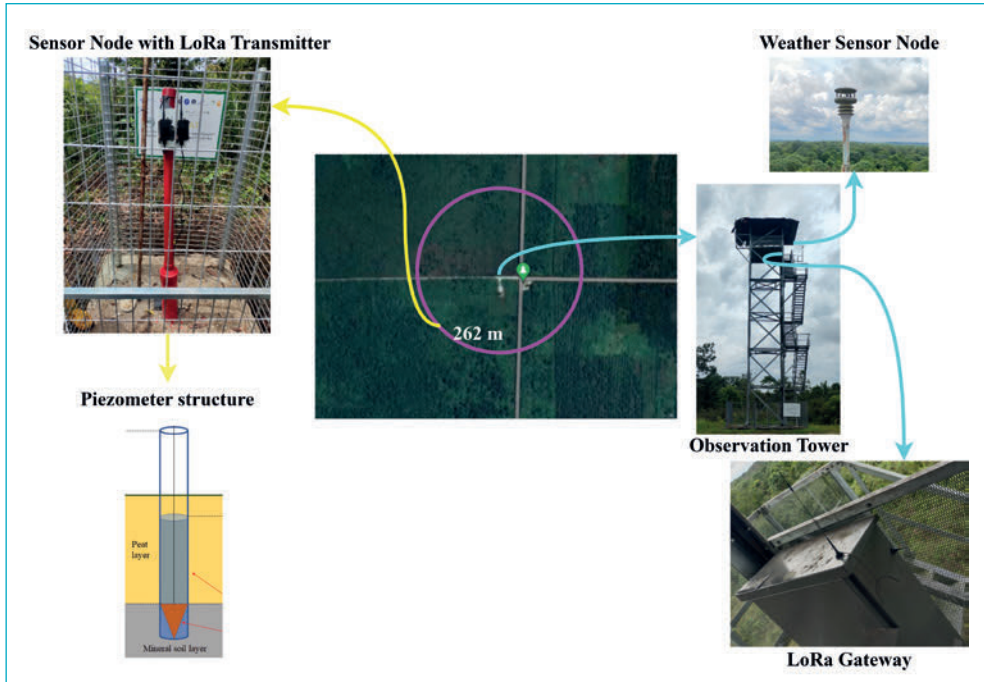 Sensor Node with LoRa Transmitter
Weather Sensor Node
262 m
Piezometer structure
Observation Tower
Peat
layer
Mineral soil layer
LoRa Gateway